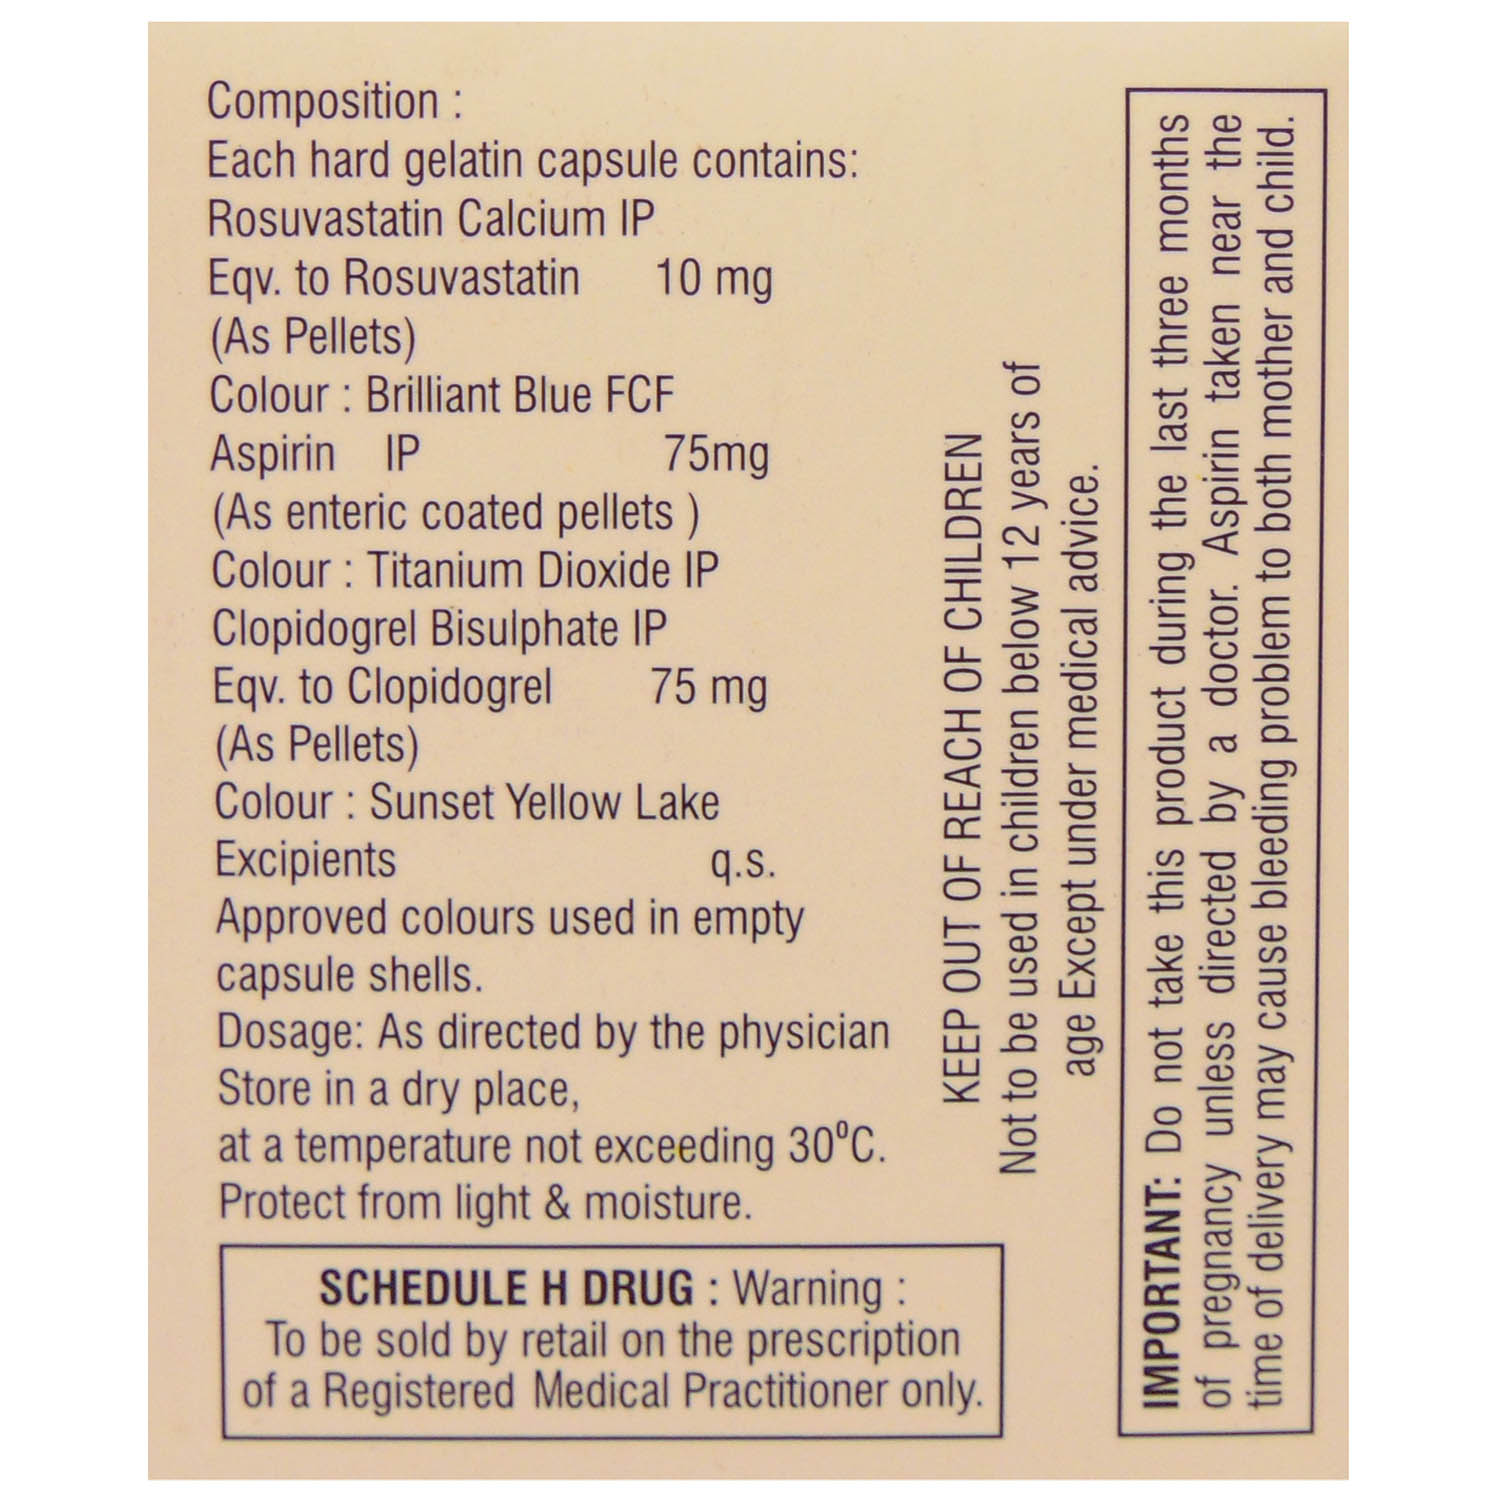 Composition :
Each hard gelatin capsule contains:
Rosuvastatin Calcium IP
Eqv. to Rosuvastatin 10 mg
(As Pellets)
Colour : Brilliant Blue FCF
Aspirin IP 75mg
(As enteric coated pellets )
Colour : Titanium Dioxide IP
Clopidogrel Bisulphate IP
Eqv. to Clopidogrel 75 mg
(As Pellets)
Colour : Sunset Yellow Lake
Excipients q.s.
Approved colours used in empty
capsule shells.
Dosage: As directed by the physician
Store in a dry place,
at a temperature not exceeding 30⁰C.
Protect from light & moisture.
SCHEDULE H DRUG : Warning :
To be sold by retail on the prescription
of a Registered Medical Practitioner only.
KEEP OUT OF REACH OF CHILDREN
Not to be used in children below 12 years of
age Except under medical advice.
IMPORTANT: Do not take this product during the last three months
of pregnancy unless directed by a doctor. Aspirin taken near the
time of delivery may cause bleeding problem to both mother and child.